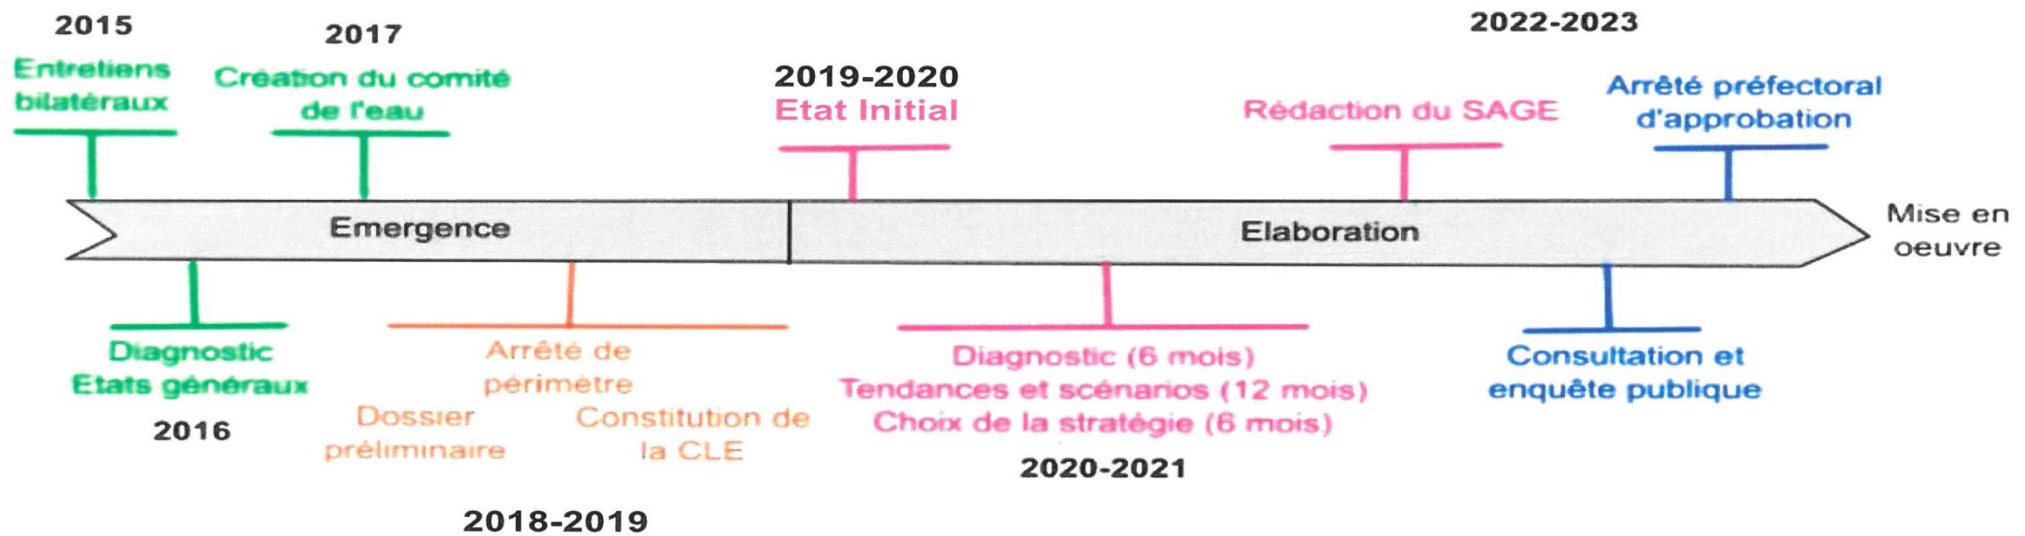 2015
Entretiens
bilatéraux
2017
Création du comité
de l'eau
2019-2020
Etat Initial
2022-2023
Rédaction du SAGE
Arrêté préfectoral
d'approbation
Emergence
Elaboration
Mise en
oeuvre
Diagnostic
Etats généraux
2016
Arrêté de
périmètre
Dossier
préliminaire
Constitution de
la CLE
2018-2019
Diagnostic (6 mois)
Tendances et scénarios (12 mois)
Choix de la stratégie (6 mois)
2020-2021
Consultation et
enquête publique